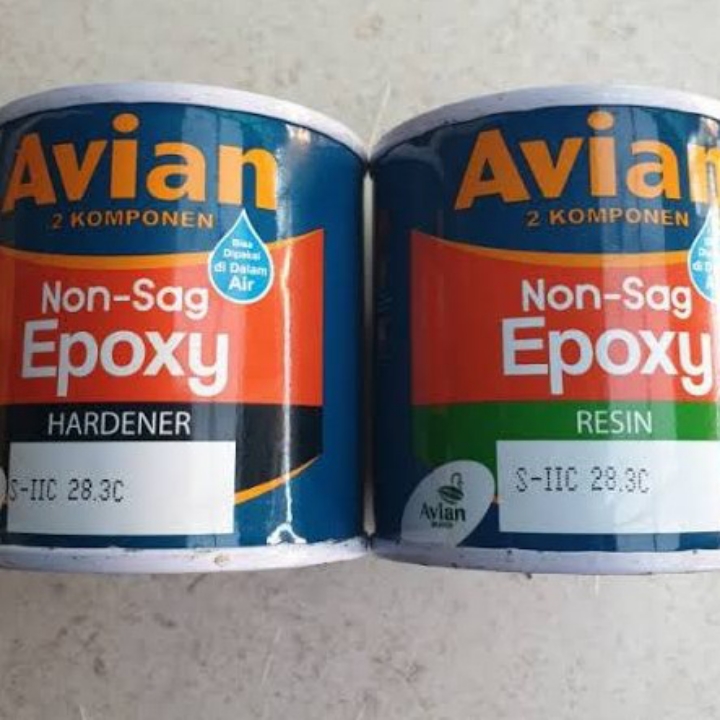 Avian
2 KOMPONEN
Bisa
Dipakai
di Dalam
Air
Non-Sag
Epoxy
HARDENER
S-IIC 28.3C
Avian
2 KOMPONEN
Non-Sag
Epoxy
RESIN
S-IIC 28.3C
Avian